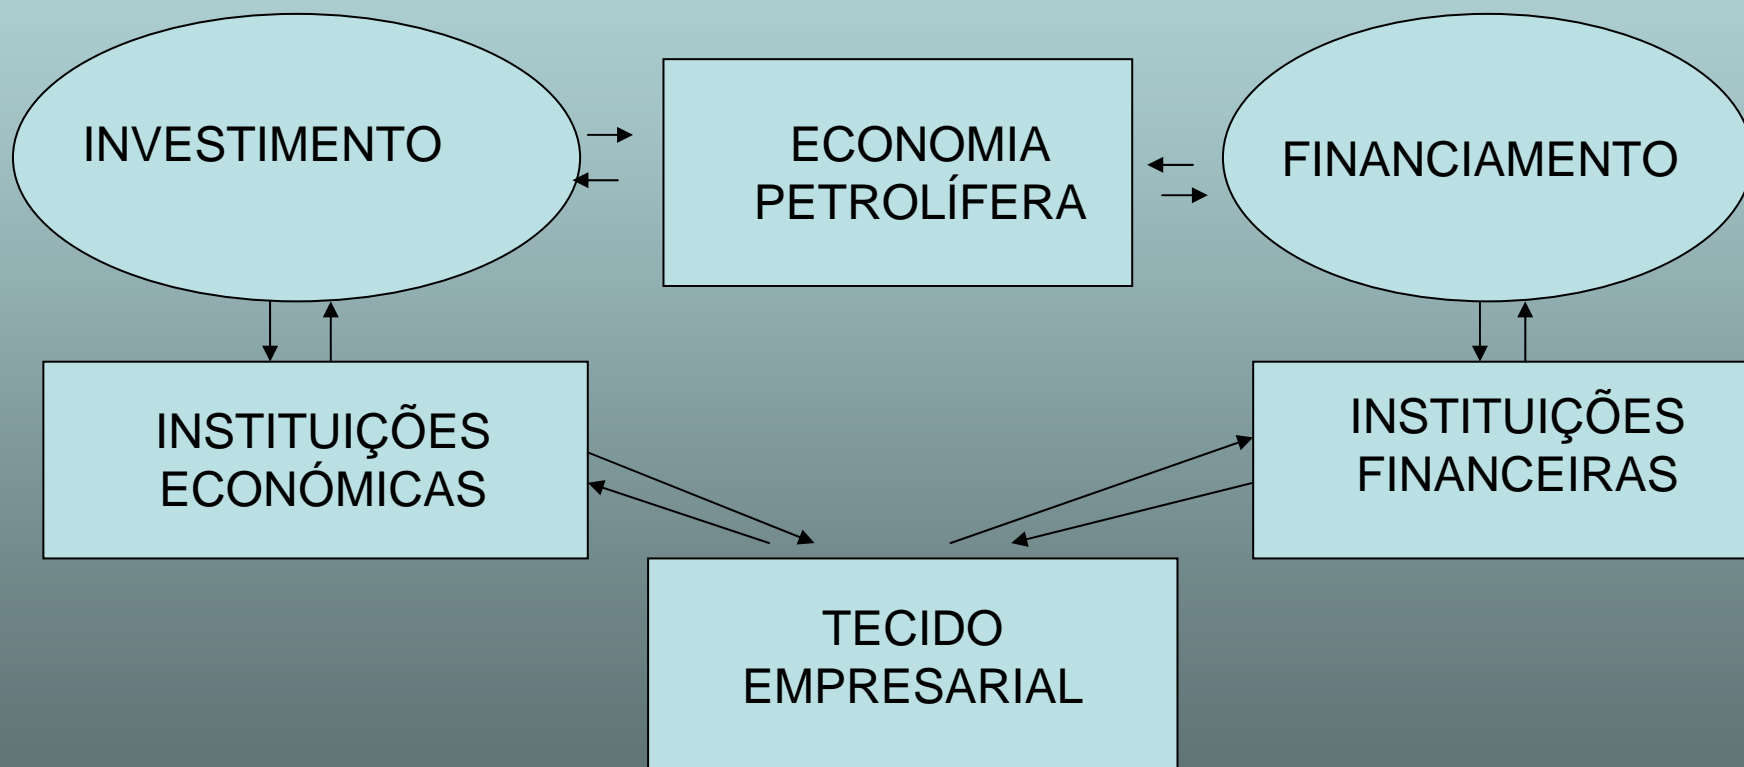 INVESTIMENTO
ECONOMIA
PETROLÍFERA
FINANCIAMENTO
INSTITUIÇÕES
ECONÓMICAS
INSTITUIÇÕES
FINANCEIRAS
TECIDO
EMPRESARIAL